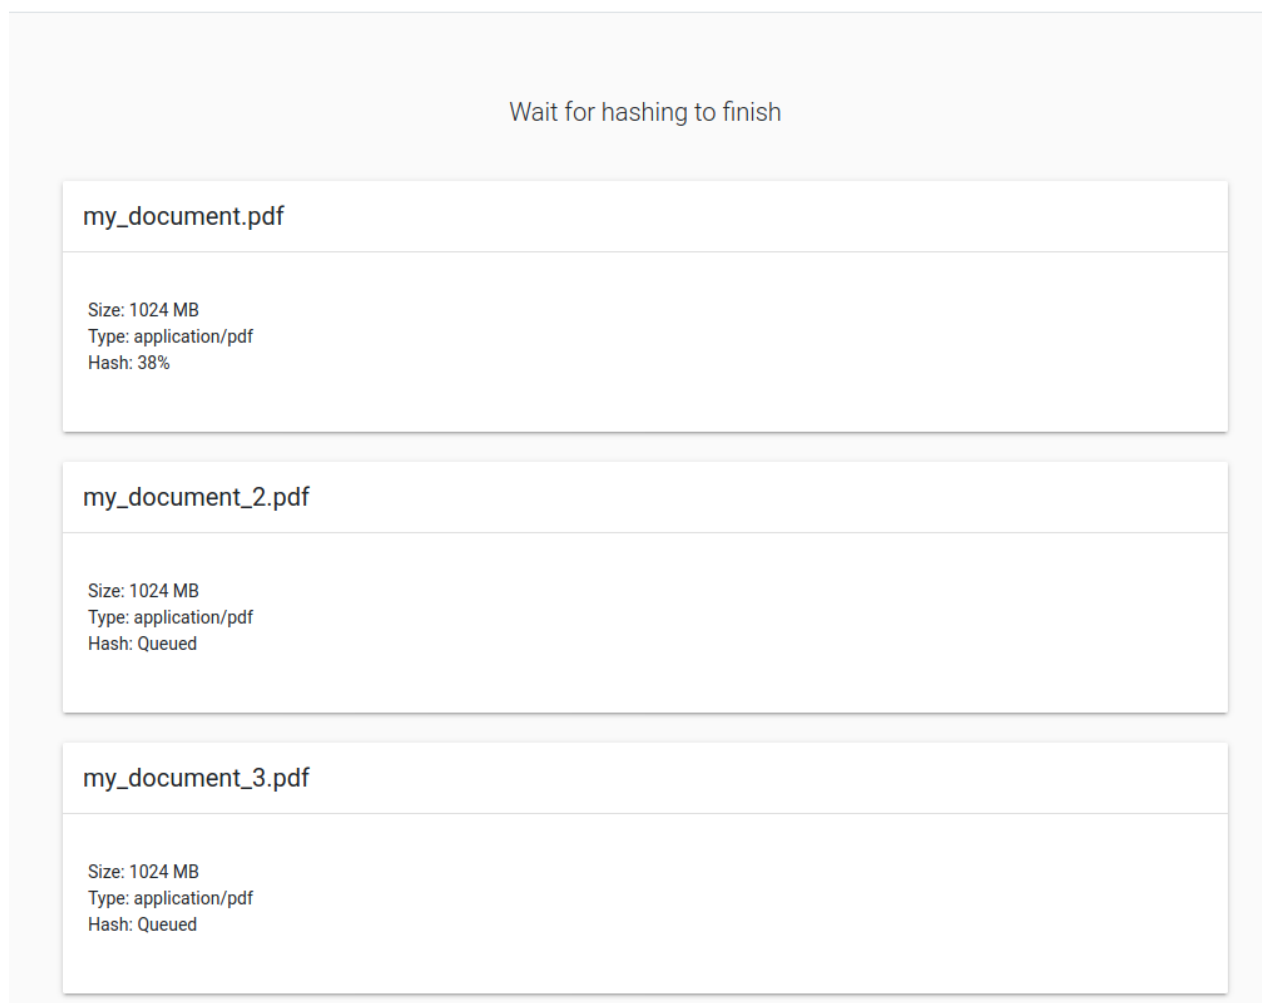 Wait for hashing to finish
my_document.pdf
Size: 1024 MB
Type: application/pdf
Hash: 38%
my_document_2.pdf
Size: 1024 MB
Type: application/pdf
Hash: Queued
my_document_3.pdf
Size: 1024 MB
Type: application/pdf
Hash: Queued